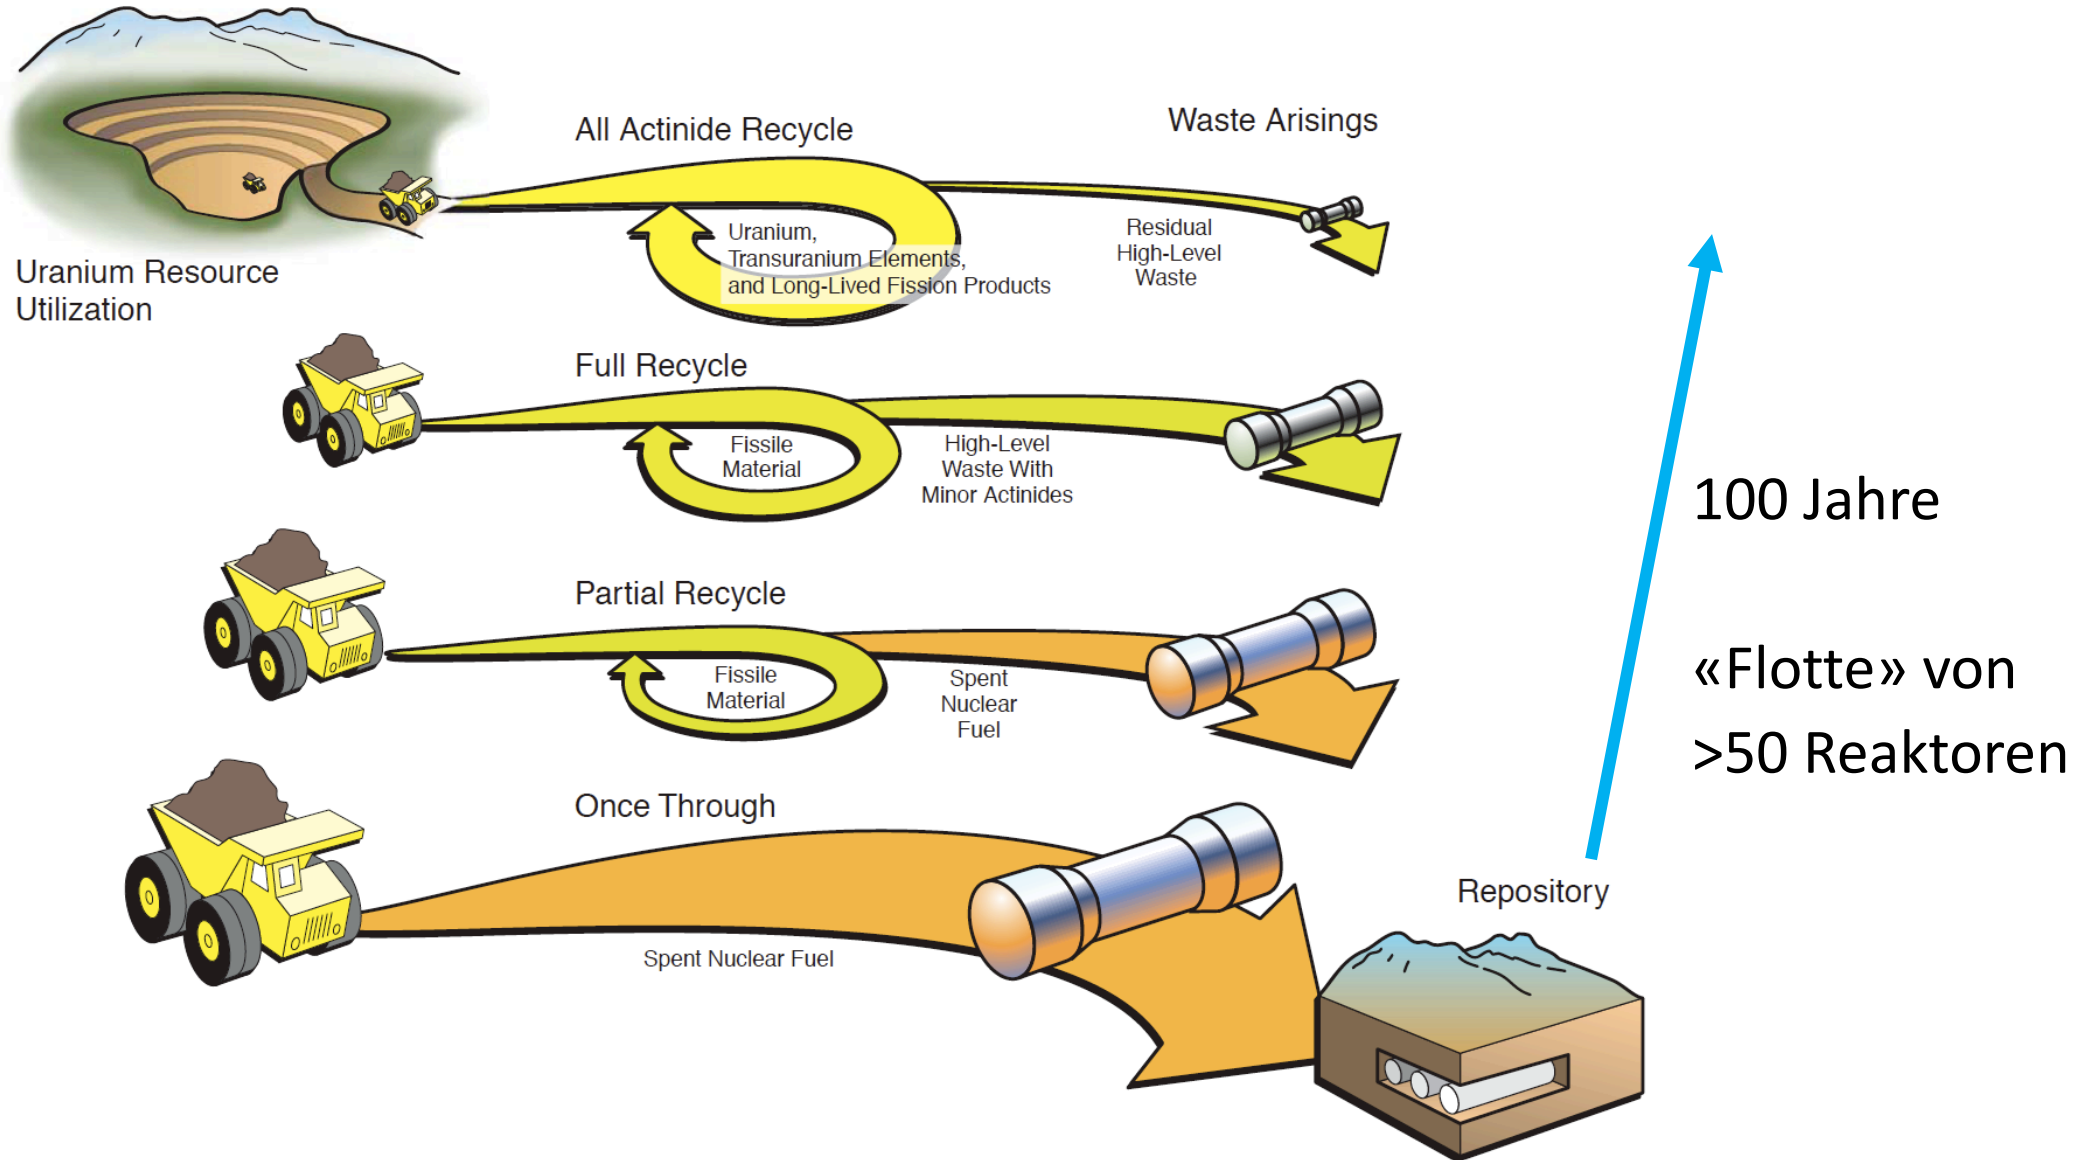 All Actinide Recycle
Waste Arisings
Uranium,
Transuranium Elements,
and Long-Lived Fission Products
Residual
High-Level
Waste
Uranium Resource
Utilization
Full Recycle
Fissile
Material
High-Level
Waste With
Minor Actinides
100 Jahre
«Flotte» von
>50 Reaktoren
Partial Recycle
Fissile
Material
Spent
Nuclear
Fuel
Once Through
Spent Nuclear Fuel
Repository